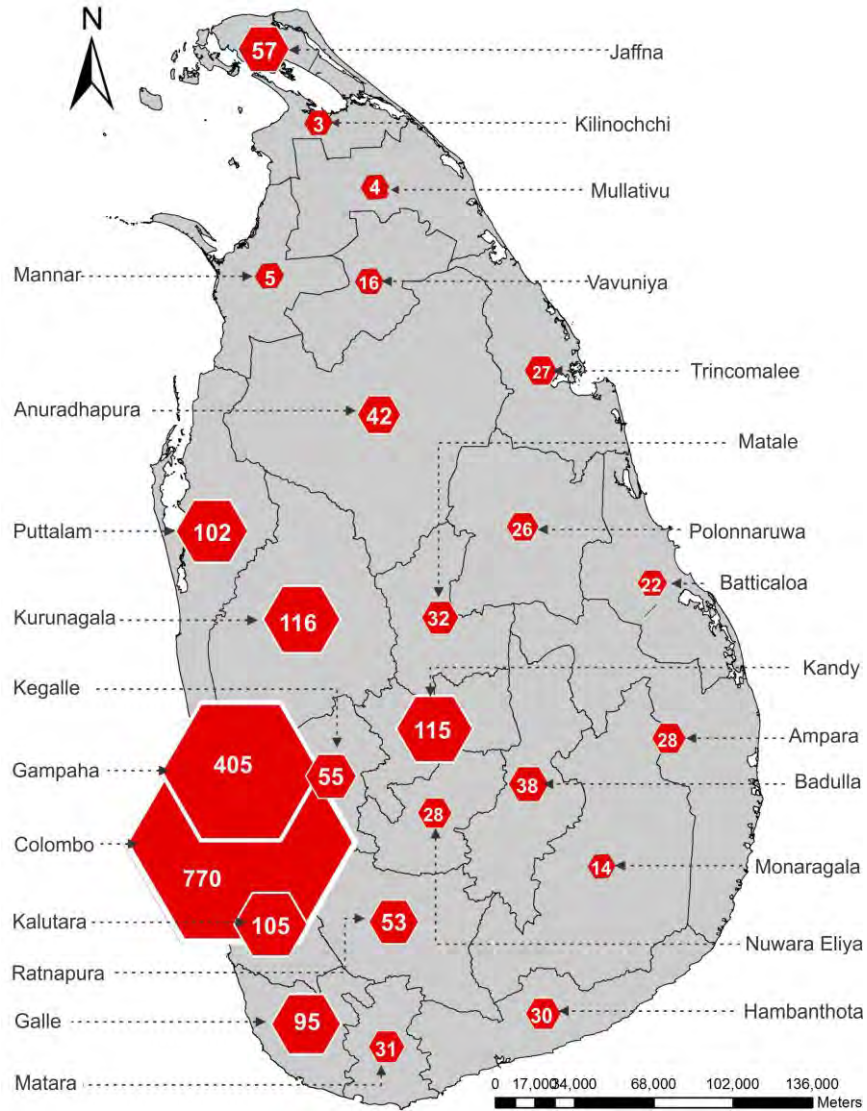 N
57
Jaffna
3
Kilinochchi
4
Mullativu
Mannar
5
16
Vavuniya
27
Trincomalee
Anuradhapura
42
Matale
Puttalam
102
26
Polonnaruwa
22
Batticaloa
Kurunagala
116
32
Kandy
Kegalle
115
28
Ampara
Gampaha
405
55
38
Badulla
28
Colombo
770
14
Monaragala
Kalutara
105
53
Nuwara Eliya
Ratnapura
Galle
95
30
Hambanthota
Matara
31
0 17,000 34,000 68,000 102,000 136,000
Meters